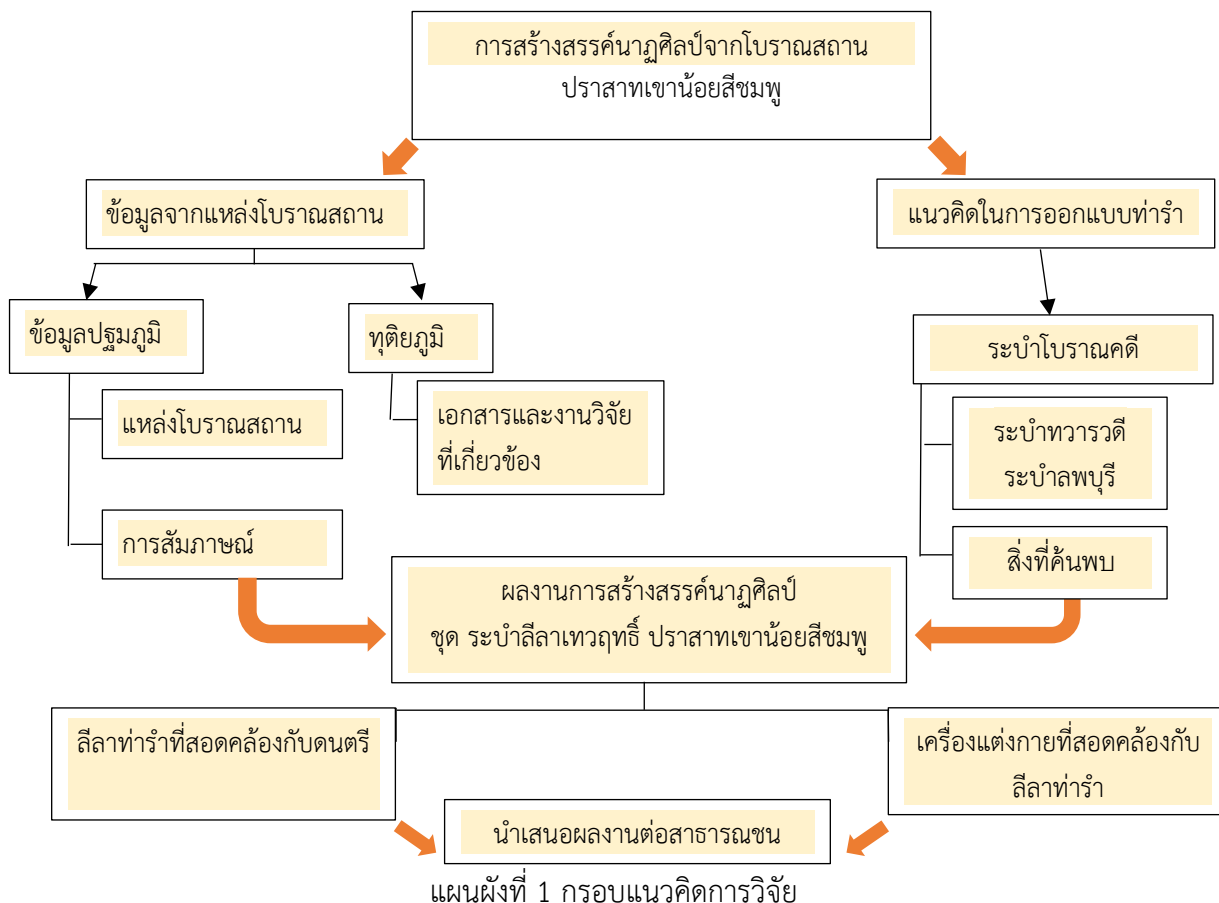 การสร้างสรรค์นาฏศิลป์จากโบราณสถาน
ปราสาทเขาน้อยสีชมพู
ข้อมูลจากแหล่งโบราณสถาน
แนวคิดในการออกแบบท่ารำ
ข้อมูลปฐมภูมิ
ทุติยภูมิ
ระบำโบราณคดี
แหล่งโบราณสถาน
เอกสารและงานวิจัย
ที่เกี่ยวข้อง
ระบำทวารวดี
ระบำลพบุรี
การสัมภาษณ์
สิ่งที่ค้นพบ
ผลงานการสร้างสรรค์นาฏศิลป์
ชุด ระบำลีลาเทวฤทธิ์ ปราสาทเขาน้อยสีชมพู
ลีลาท่ารำที่สอดคล้องกับดนตรี
เครื่องแต่งกายที่สอดคล้องกับ
ลีลาท่ารำ
นำเสนอผลงานต่อสาธารณชน
แผนผังที่ 1 กรอบแนวคิดการวิจัย